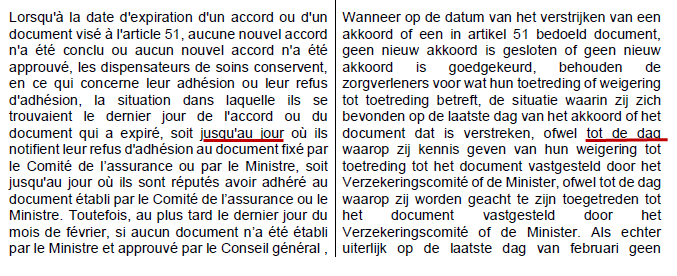 Lorsqu'à la date d'expiration d'un accord ou d'un
document visé à l'article 51, aucune nouvel accord
n'a été conclu ou aucun nouvel accord n'a été
approuvé, les dispensateurs de soins conservent,
en ce qui concerne leur adhésion ou leur refus
d'adhésion, la situation dans laquelle ils se
trouvaient le dernier jour de l'accord ou du
document qui a expiré, soit jusqu'au jour où ils
notifient leur refus d'adhésion au document fixé par
le Comité de l'assurance ou par le Ministre, soit
jusqu'au jour où ils sont réputés avoir adhéré au
document établi par le Comité de l'assurance ou le
Ministre. Toutefois, au plus tard le dernier jour du
mois de février, si aucun document n'a été établi
par le Ministre et approuvé par le Conseil général ,
Wanneer op de datum van het verstrijken van een
akkoord of een in artikel 51 bedoeld document,
geen nieuw akkoord is gesloten of geen nieuw
akkoord is goedgekeurd, behouden de
zorgverleners voor wat hun toetreding of weigering
tot toetreding betreft, de situatie waarin zij zich
bevonden op de laatste dag van het akkoord of het
document dat is verstreken, ofwel tot de dag
waarop zij kennis geven van hun weigering tot
toetreding tot het document vastgesteld door het
Verzekeringscomité of de Minister, ofwel tot de dag
waarop zij worden geacht te zijn toegetreden tot
het document vastgesteld door het
Verzekeringscomité of de Minister. Als echter
uiterlijk op de laatste dag van februari geen